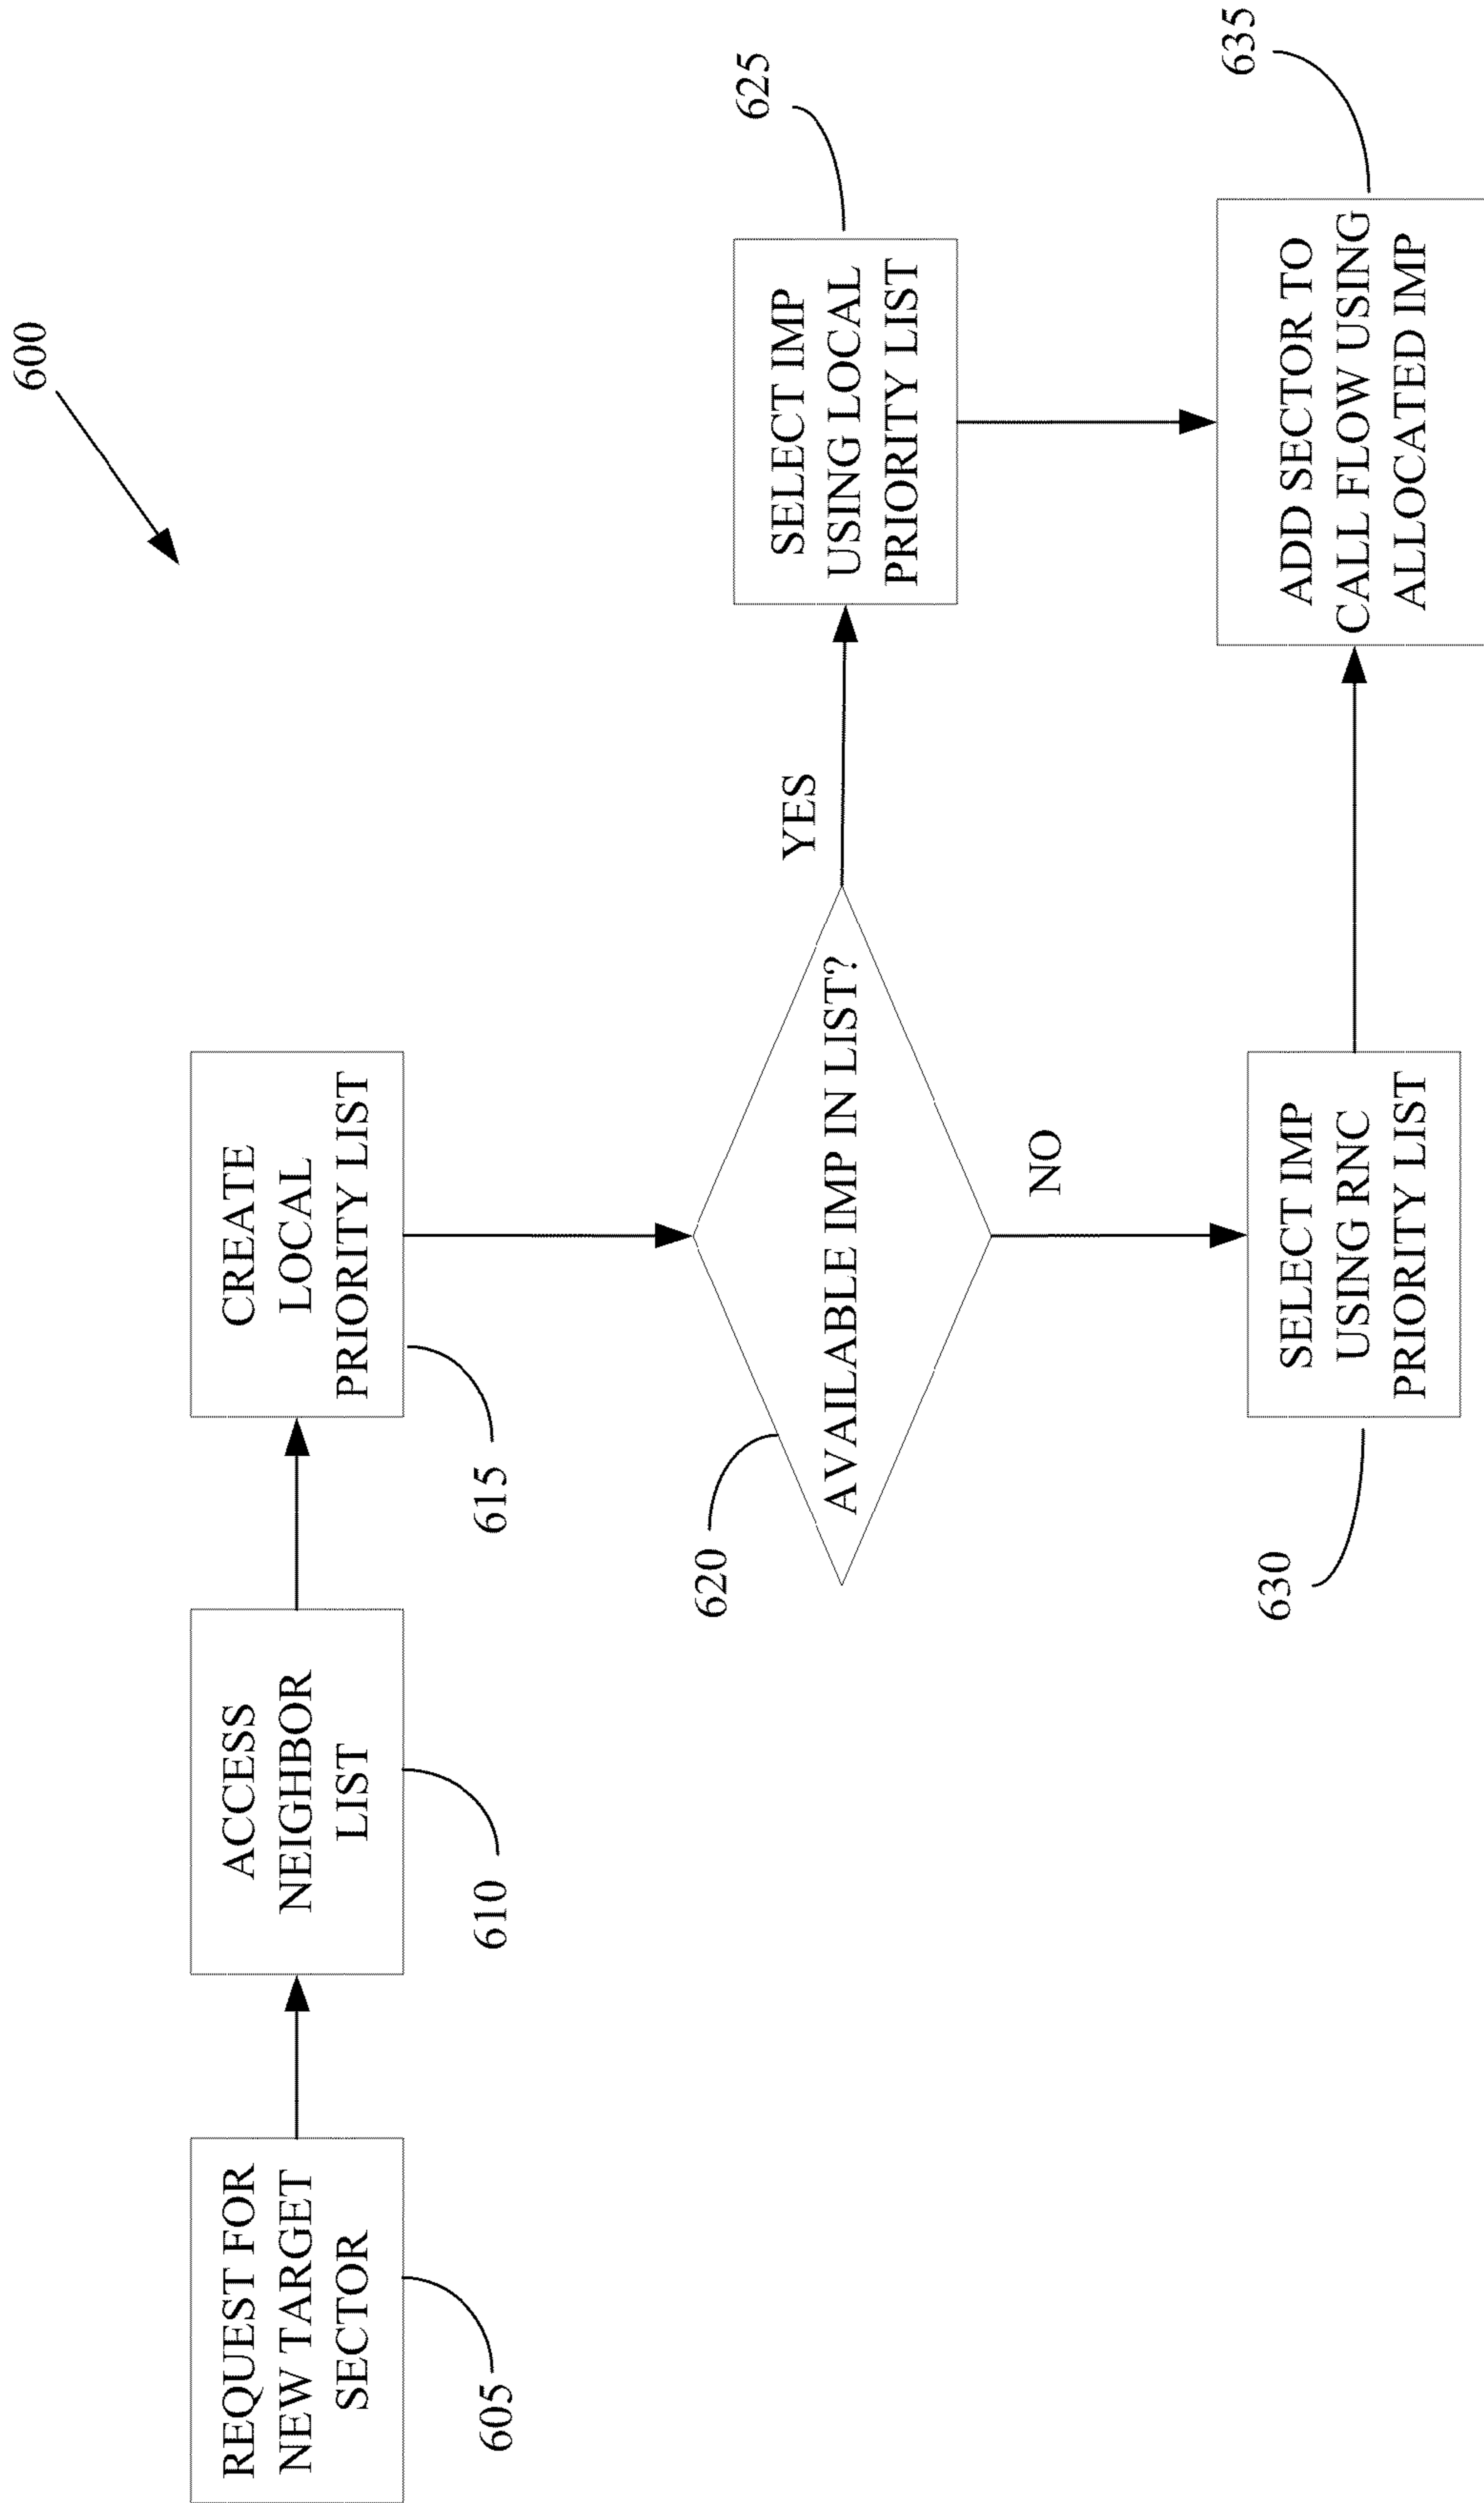 600
REQUEST FOR
NEW TARGET
SECTOR
605
ACCESS
NEIGHBOR
LIST
610
CREATE
LOCAL
PRIORITY LIST
615
AVAILABLE IMP IN LIST?
620
YES
SELECT IMP
USING LOCAL
PRIORITY LIST
625
NO
SELECT IMP
USING RNC
PRIORITY LIST
630
ADD SECTOR TO
CALL FLOW USING
ALLOCATED IMP
635